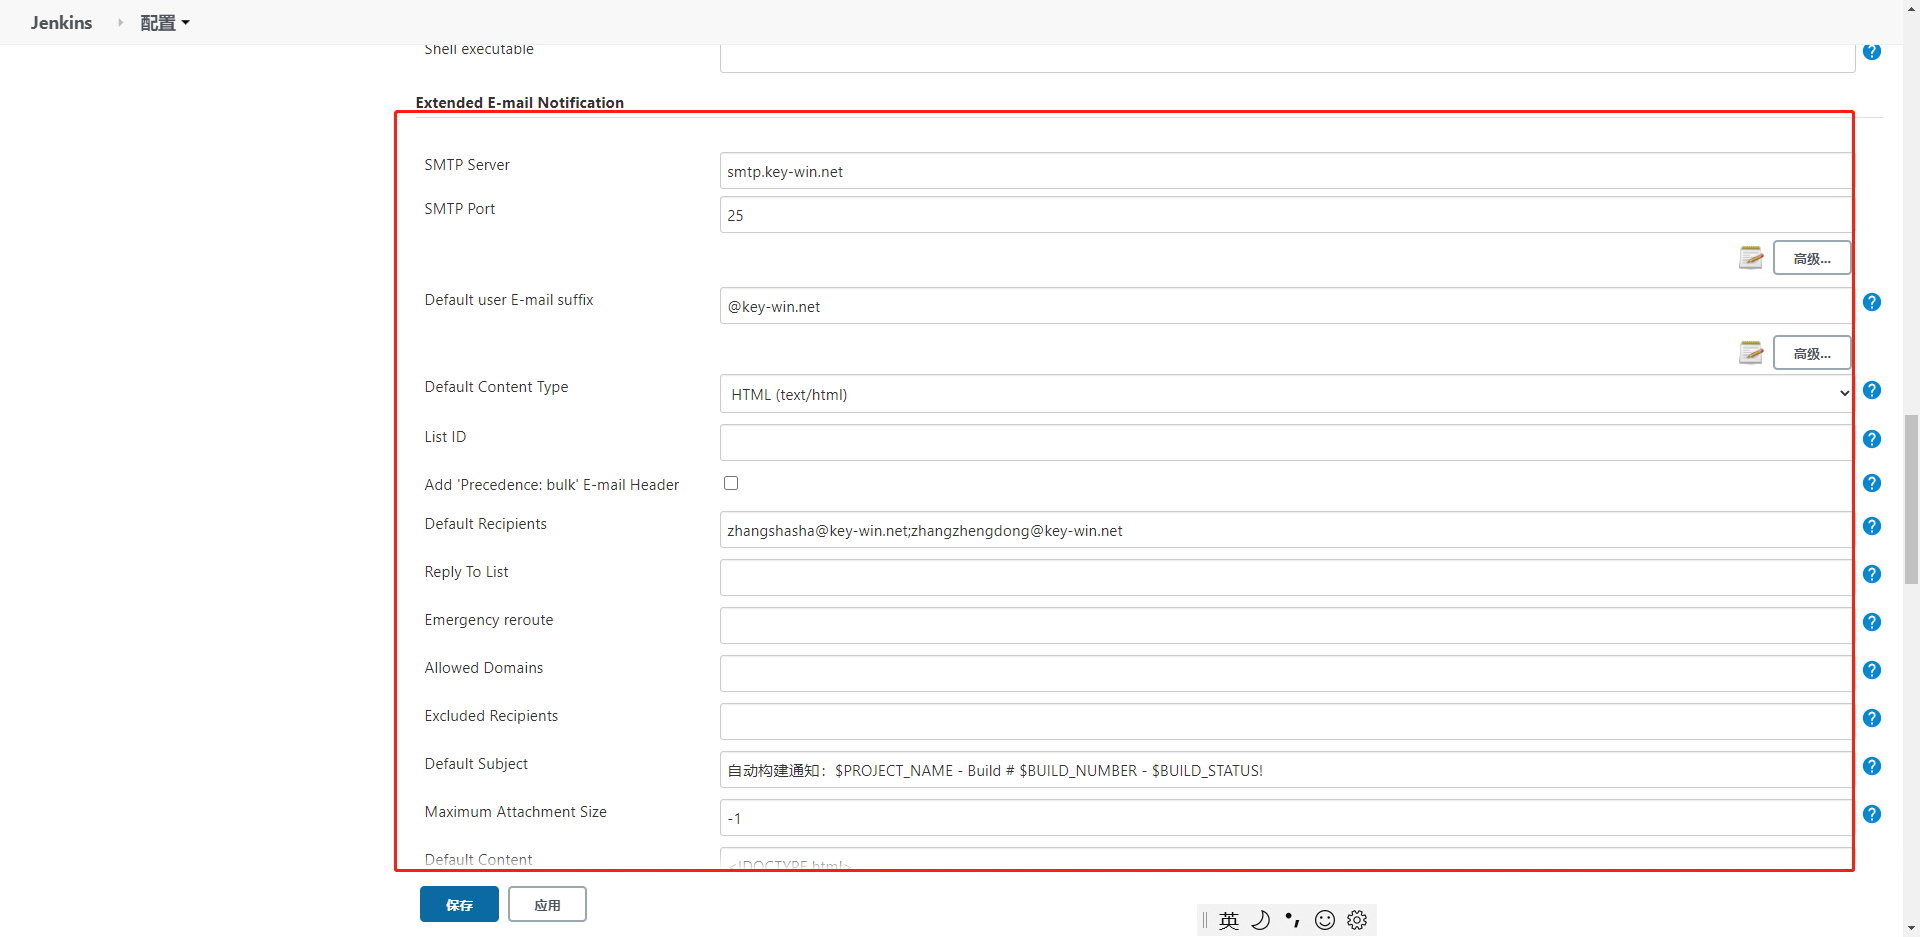 Jenkins 配置
Shell executable
Extended E-mail Notification
SMTP Server
smtp.key-win.net
SMTP Port
25
高级...
Default user E-mail suffix
@key-win.net
高级...
Default Content Type
HTML (text/html)
List ID
Add 'Precedence: bulk' E-mail Header
Default Recipients
zhangshasha@key-win.net;zhangzhengdong@key-win.net
Reply To List
Emergency reroute
Allowed Domains
Excluded Recipients
Default Subject
自动构建通知：$PROJECT_NAME - Build # $BUILD_NUMBER - $BUILD_STATUS!
Maximum Attachment Size
-1
Default Content
<!DOCTYPE html>
保存 应用
英